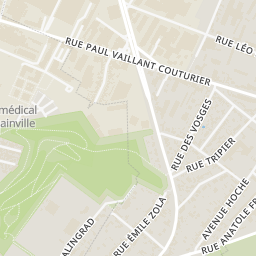 RUE PAUL VAILLANT COUTURIER
RUE LÉO
médical
ainville
RUE DES VOSGES
RUE TRIPIER
RUE ÉMILE ZOLA
ALINGRAD
AVENUE HOCHE
RUE ANATOLE FR